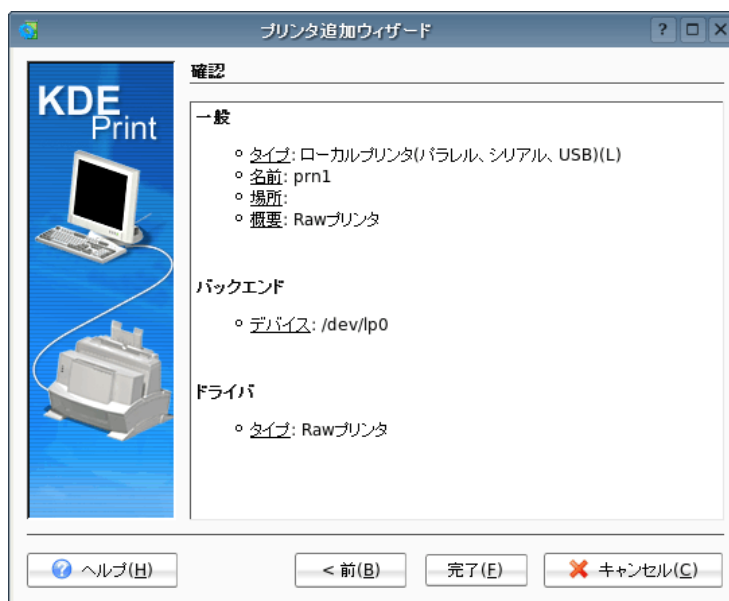 プリンタ追加ウィザード
KDE
Print
確認
一般
タイプ: ローカルプリンタ(パラレル、シリアル、USB)(L)
名前: prn1
場所:
概要: Rawプリンタ
バックエンド
デバイス: /dev/lp0
ドライバ
タイプ: Rawプリンタ
ヘルプ(H)
< 前(B)
完了(F)
キャンセル(C)